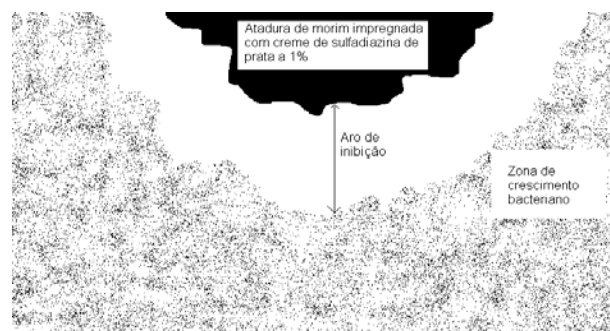 Atadura de morim impregnada
com creme de sulfadiazina de
prata a 1%
Aro de
inibição
Zona de
crescimento
bacteriano